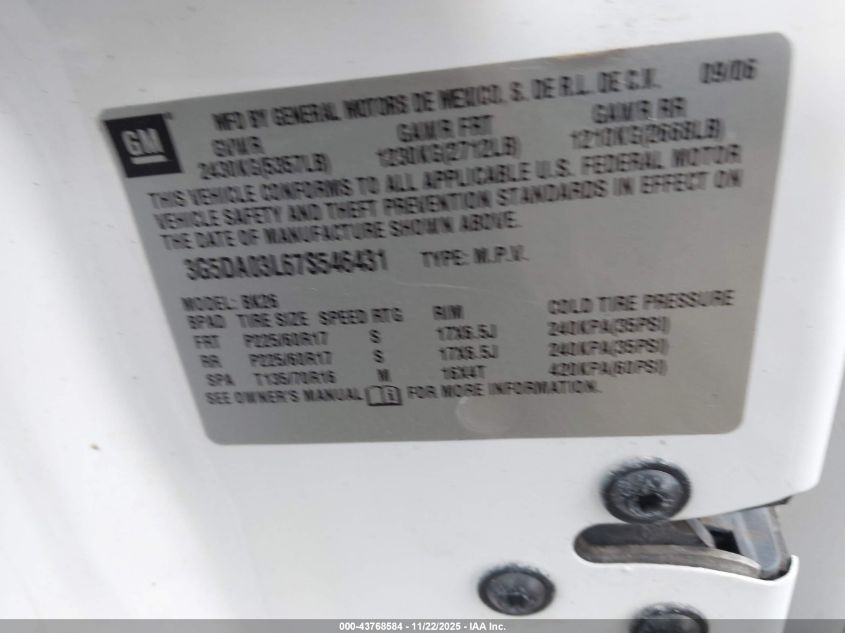 GM
MFD BY GENERAL MOTORS DE MEXICO, S. DE R.L. DE C.V. 09/06
GVWR GAWR FRT GAWR RR
2430KG(5357LB) 1230KG(2712LB) 1210KG(2668LB)
THIS VEHICLE CONFORMS TO ALL APPLICABLE U.S. FEDERAL MOTOR
VEHICLE SAFETY AND THEFT PREVENTION STANDARDS IN EFFECT ON
THE DATE OF MANUFACTURE SHOWN ABOVE.
3G5DA03L67S546431 TYPE: M.P.V.
MODEL: BK26
BPAD TIRE SIZE SPEED RTG RIM COLD TIRE PRESSURE
FRT P225/60R17 S 17X6.5J 240KPA(35PSI)
RR P225/60R17 S 17X6.5J 240KPA(35PSI)
SPA T135/70R16 M 16X4T 420KPA(60PSI)
SEE OWNER'S MANUAL FOR MORE INFORMATION.
000-43768584 - 11/22/2025 - IAA Inc.